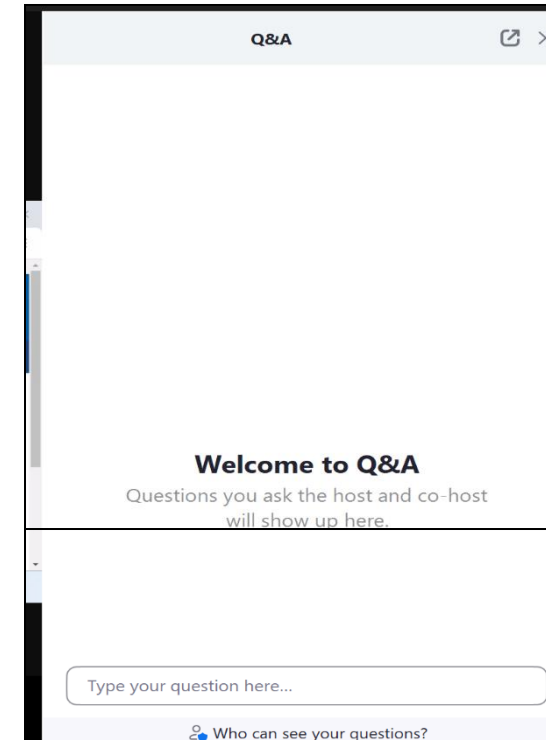 Q&A
Welcome to Q&A
Questions you ask the host and co-host
will show up here.
Type your question here...
Who can see your questions?